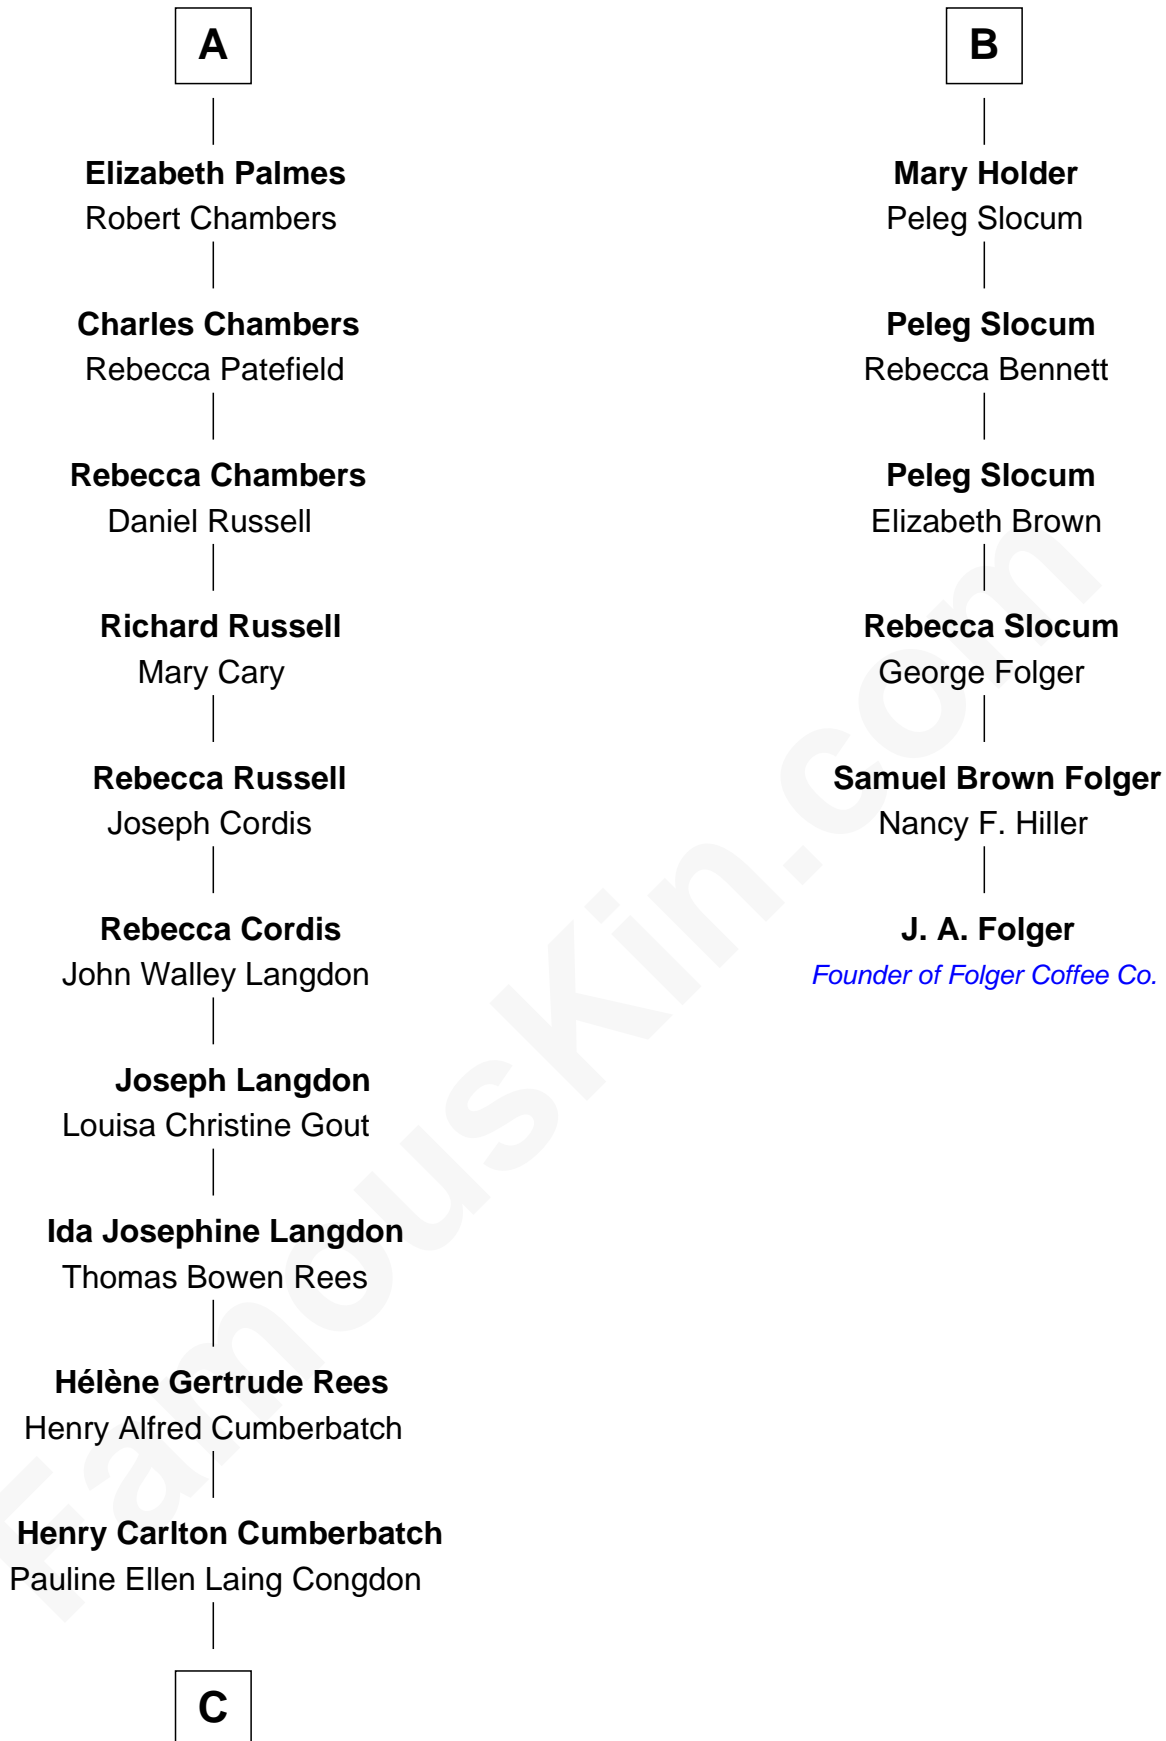 A
Elizabeth Palmes
Robert Chambers
Charles Chambers
Rebecca Patefield
Rebecca Chambers
Daniel Russell
Richard Russell
Mary Cary
Rebecca Russell
Joseph Cordis
Rebecca Cordis
John Walley Langdon
Joseph Langdon
Louisa Christine Gout
Ida Josephine Langdon
Thomas Bowen Rees
Hélène Gertrude Rees
Henry Alfred Cumberbatch
Henry Carlton Cumberbatch
Pauline Ellen Laing Congdon
C
B
Mary Holder
Peleg Slocum
Peleg Slocum
Rebecca Bennett
Peleg Slocum
Elizabeth Brown
Rebecca Slocum
George Folger
Samuel Brown Folger
Nancy F. Hiller
J. A. Folger
Founder of Folger Coffee Co.
FamousKin.com